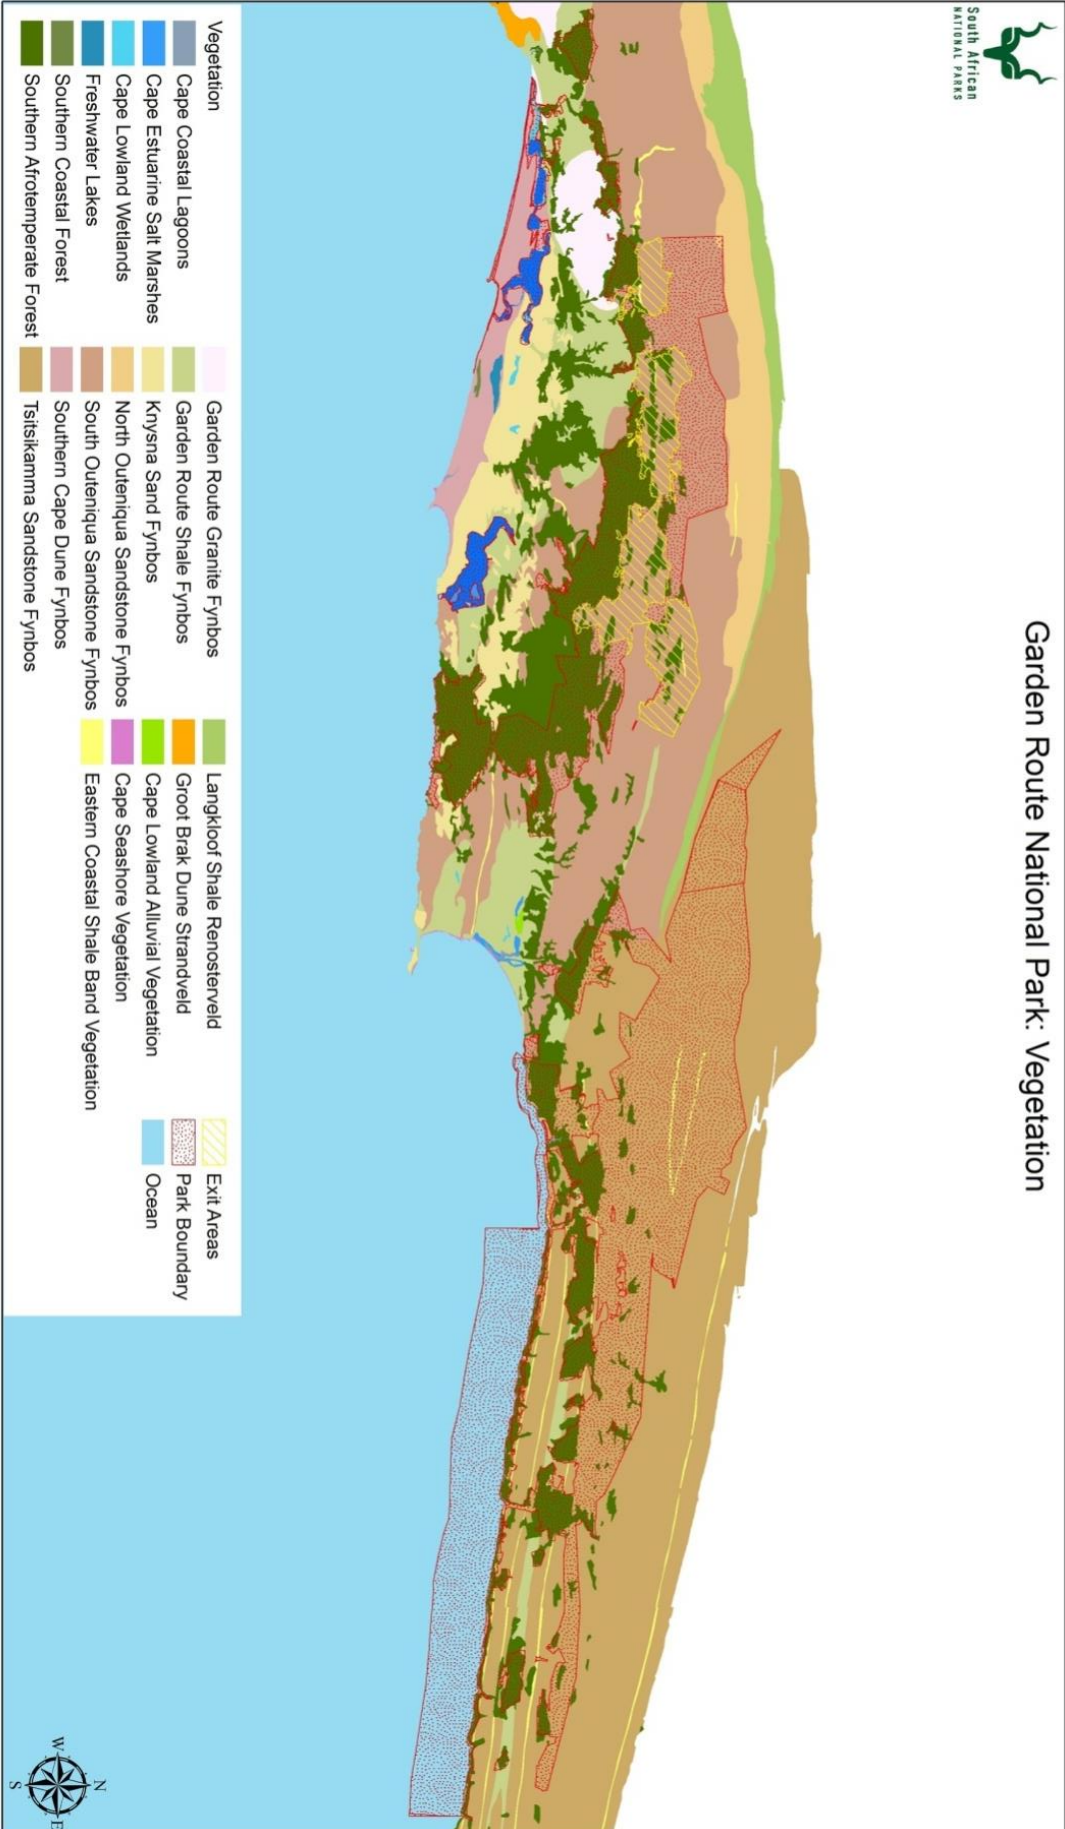 South African
NATIONAL PARKS
Garden Route National Park: Vegetation
Vegetation
Cape Coastal Lagoons
Cape Estuarine Salt Marshes
Cape Lowland Wetlands
Freshwater Lakes
Southern Coastal Forest
Southern Afrotemperate Forest
Garden Route Granite Fynbos
Garden Route Shale Fynbos
Knysna Sand Fynbos
North Outeniqua Sandstone Fynbos
South Outeniqua Sandstone Fynbos
Southern Cape Dune Fynbos
Tsitsikamma Sandstone Fynbos
Langkloof Shale Renosterveld
Groot Brak Dune Strandveld
Cape Lowland Alluvial Vegetation
Cape Seashore Vegetation
Eastern Coastal Shale Band Vegetation
Exit Areas
Park Boundary
Ocean
N
W
E
S